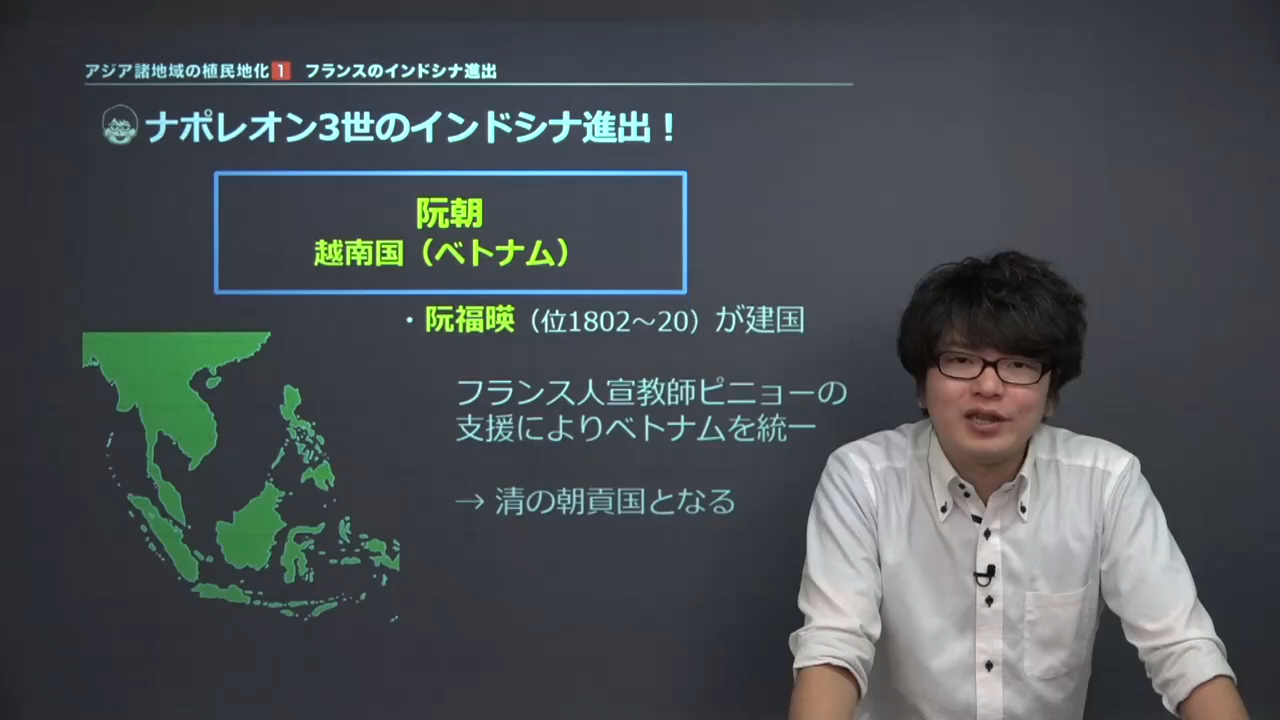 アジア諸地域の植民地化1 フランスのインドシナ進出
ナポレオン3世のインドシナ進出！
阮朝
越南国（ベトナム）
・阮福暎（位1802～20）が建国
フランス人宣教師ピニョーの
支援によりベトナムを統一
→ 清の朝貢国となる